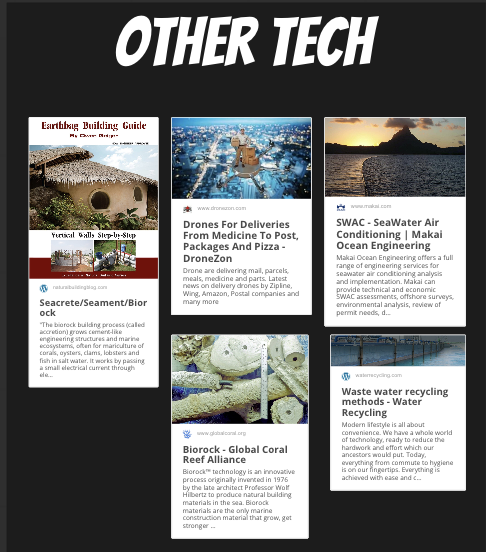 OTHER TECH
Earthbag Building Guide
Vertical Walls Step-by-Step
naturalbuildingblog.com
Seacrete/Seament/Bior
ock
"The biorock building process (called
accretion) grows cement-like
engineering structures and marine
ecosystems, often for mariculture of
corals, oysters, clams, lobsters and
fish in salt water. It works by passing
a small electrical current through
ele...
www.dronezon.com
Drones For Deliveries
From Medicine To Post,
Packages And Pizza -
DroneZon
Drone are delivering mail, parcels,
meals, medicine and parts. Latest
news on delivery drones by Zipline,
Wing, Amazon, Postal companies and
many more
www.makai.com
SWAC - SeaWater Air
Conditioning | Makai
Ocean Engineering
Makai Ocean Engineering offers a full
range of engineering services for
seawater air conditioning analysis
and implementation. Makai can
provide technical and economic
SWAC assessments, offshore surveys,
environmental analysis, review of
permit needs, d...
www.globalcoral.org
Biorock - Global Coral
Reef Alliance
Biorock™ technology is an innovative
process originally invented in 1976
by the late architect Professor Wolf
Hilbertz to produce natural building
materials in the sea. Biorock
materials are the only marine
construction material that grow, get
stronger ...
waterrecycling.com
Waste water recycling
methods - Water
Recycling
Modern lifestyle is all about
convenience. We have a whole world
of technology, ready to reduce the
hardwork and effort which our
ancestors would put. Today,
everything from commute to hygiene
is on our fingertips. Everything is
achieved with ease and c...